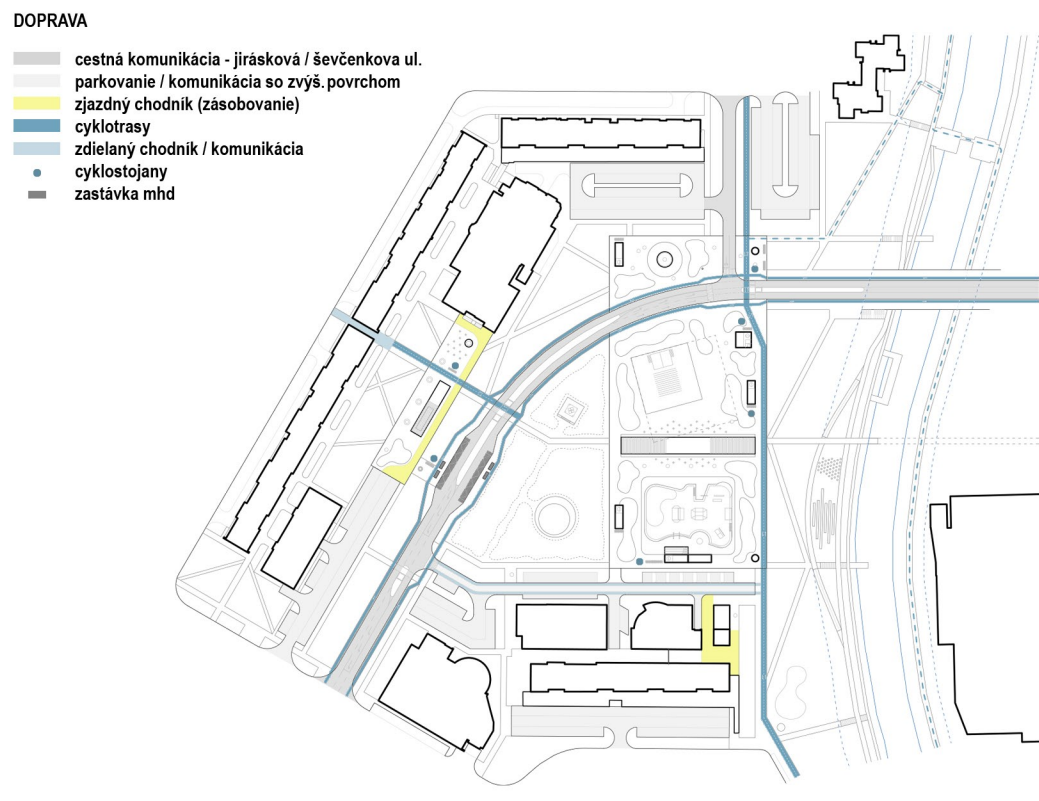 DOPRAVA
cestná komunikácia - jirásková / ševčenkova ul.
parkovanie / komunikácia so zvýš. povrchom
zjazdný chodník (zásobovanie)
cyklotrasy
zdielaný chodník / komunikácia
cyklostojany
zastávka mhd